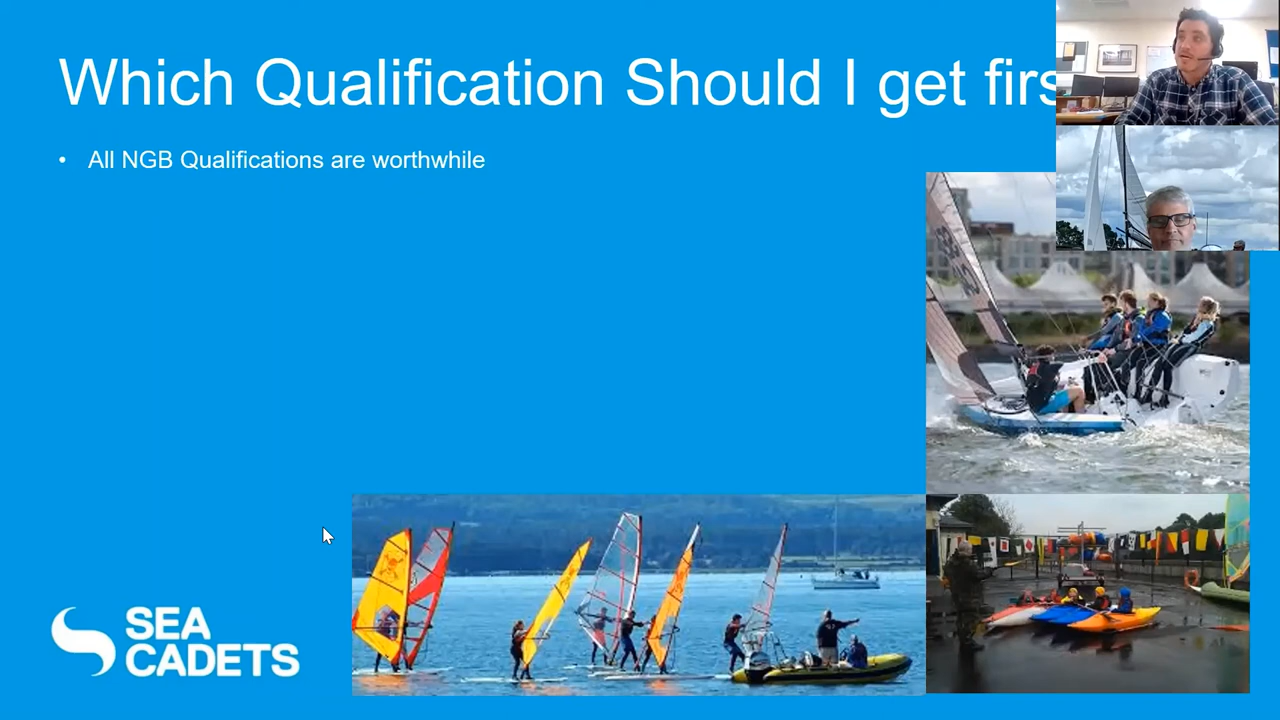 Which Qualification Should I get firs
• All NGB Qualifications are worthwhile
SEA
CADETS